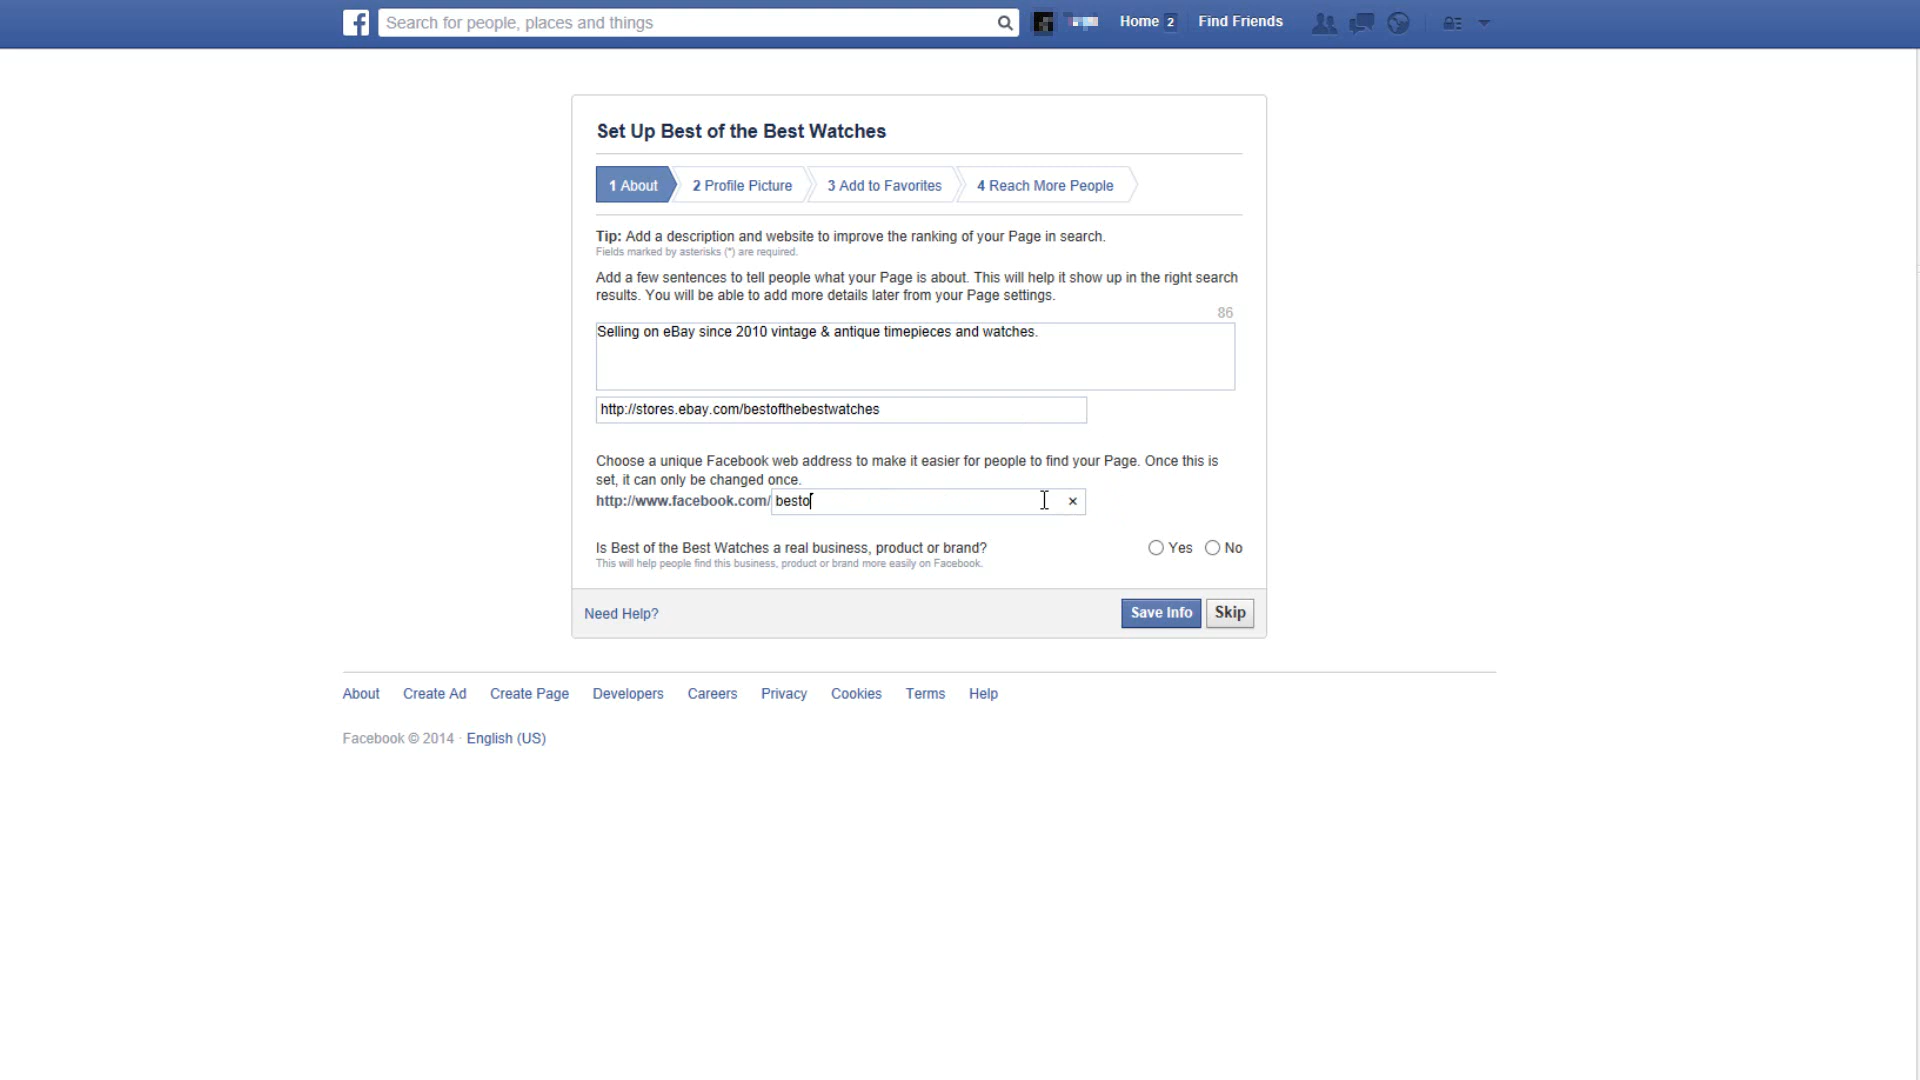 Search for people, places and things
Home 2 Find Friends
Set Up Best of the Best Watches
1 About 2 Profile Picture 3 Add to Favorites 4 Reach More People
Tip: Add a description and website to improve the ranking of your Page in search.
Fields marked by asterisks (*) are required.
Add a few sentences to tell people what your Page is about. This will help it show up in the right search
results. You will be able to add more details later from your Page settings.
86
Selling on eBay since 2010 vintage & antique timepieces and watches.
http://stores.ebay.com/bestofthebestwatches
Choose a unique Facebook web address to make it easier for people to find your Page. Once this is
set, it can only be changed once.
http://www.facebook.com/ besto
Is Best of the Best Watches a real business, product or brand? Yes No
This will help people find this business, product or brand more easily on Facebook.
Need Help? Save Info Skip
About Create Ad Create Page Developers Careers Privacy Cookies Terms Help
Facebook © 2014 · English (US)